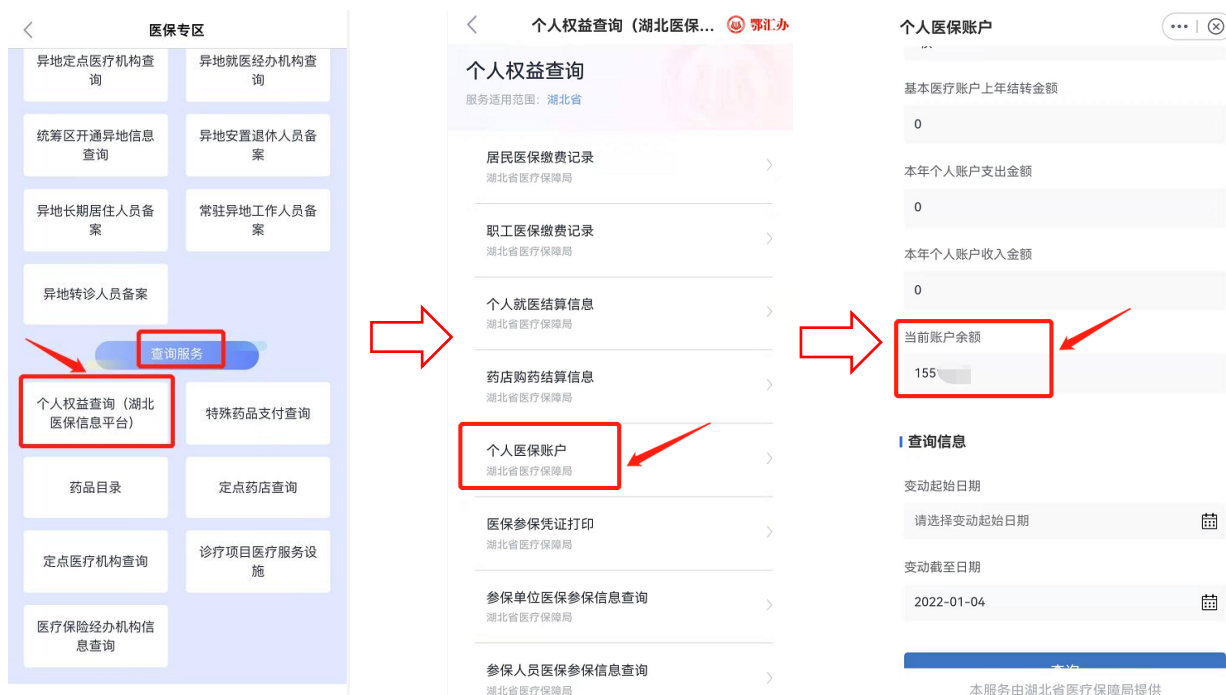 医保专区
异地定点医疗机构查
询
异地就医经办机构查
询
统筹区开通异地信息
查询
异地安置退休人员备
案
异地长期居住人员备
案
常驻异地工作人员备
案
异地转诊人员备案
查询服务
个人权益查询（湖北
医保信息平台）
特殊药品支付查询
药品目录
定点药店查询
定点医疗机构查询
诊疗项目医疗服务设
施
医疗保险经办机构信
息查询
个人权益查询（湖北医保...
鄂汇办
个人权益查询
服务适用范围：湖北省
居民医保缴费记录
湖北省医疗保障局
职工医保缴费记录
湖北省医疗保障局
个人就医结算信息
湖北省医疗保障局
药店购药结算信息
湖北省医疗保障局
个人医保账户
湖北省医疗保障局
医保参保凭证打印
湖北省医疗保障局
参保单位医保参保信息查询
湖北省医疗保障局
参保人员医保参保信息查询
湖北省医疗保障局
个人医保账户
基本医疗账户上年结转金额
0
本年个人账户支出金额
0
本年个人账户收入金额
0
当前账户余额
155
查询信息
变动起始日期
请选择变动起始日期
变动截至日期
2022-01-04
本服务由湖北省医疗保障局提供